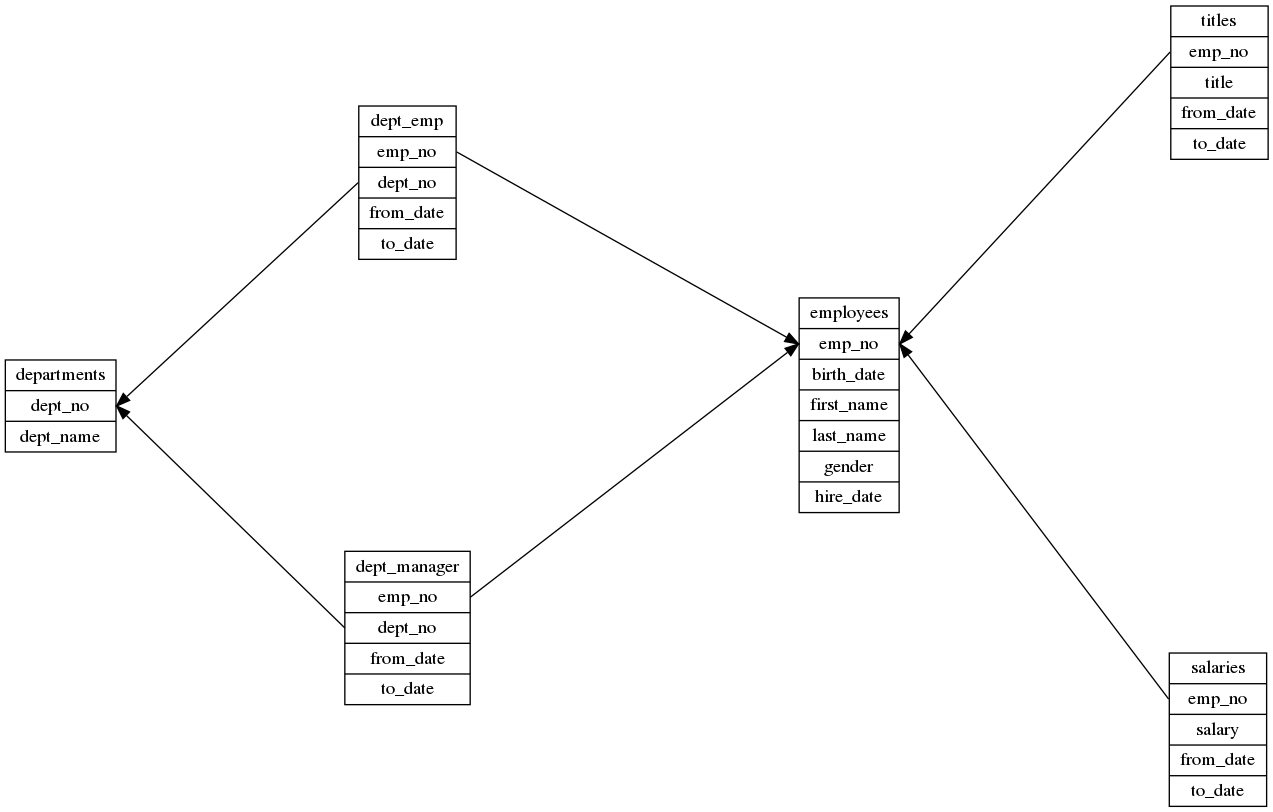 titles
emp_no
title
from_date
to_date
dept_emp
emp_no
dept_no
from_date
to_date
employees
emp_no
birth_date
first_name
last_name
gender
hire_date
departments
dept_no
dept_name
dept_manager
emp_no
dept_no
from_date
to_date
salaries
emp_no
salary
from_date
to_date